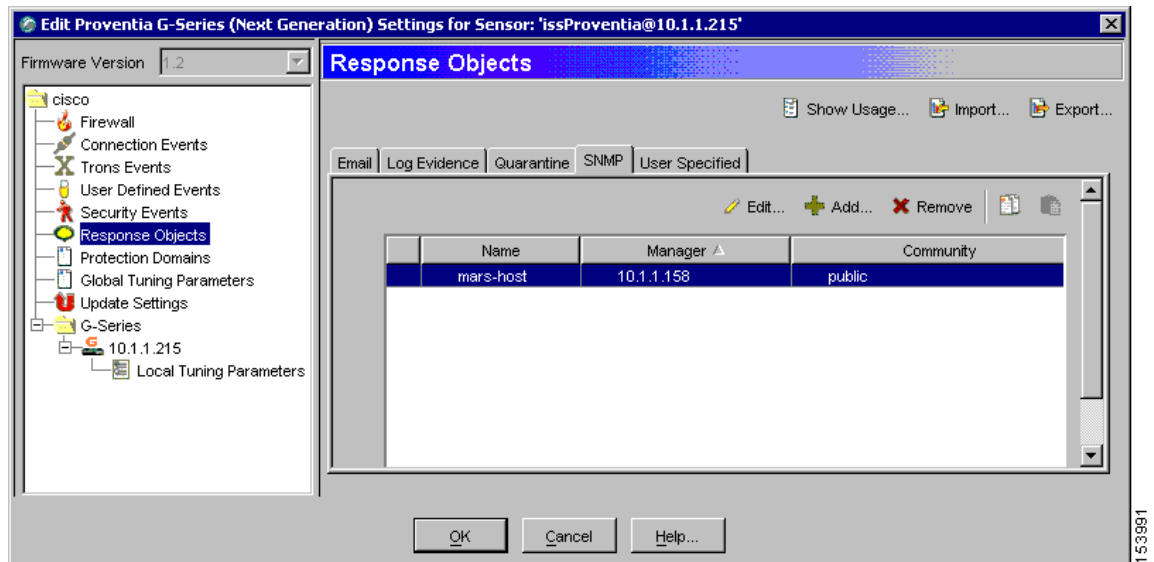 Edit Proventia G-Series (Next Generation) Settings for Sensor: 'issProventia@10.1.1.215'
Firmware Version 1.2
cisco
Firewall
Connection Events
Trons Events
User Defined Events
Security Events
Response Objects
Protection Domains
Global Tuning Parameters
Update Settings
G-Series
10.1.1.215
Local Tuning Parameters
Response Objects
Show Usage... Import... Export...
Email Log Evidence Quarantine SNMP User Specified
Edit... Add... Remove
Name Manager Community
mars-host 10.1.1.158 public
OK Cancel Help...
153991